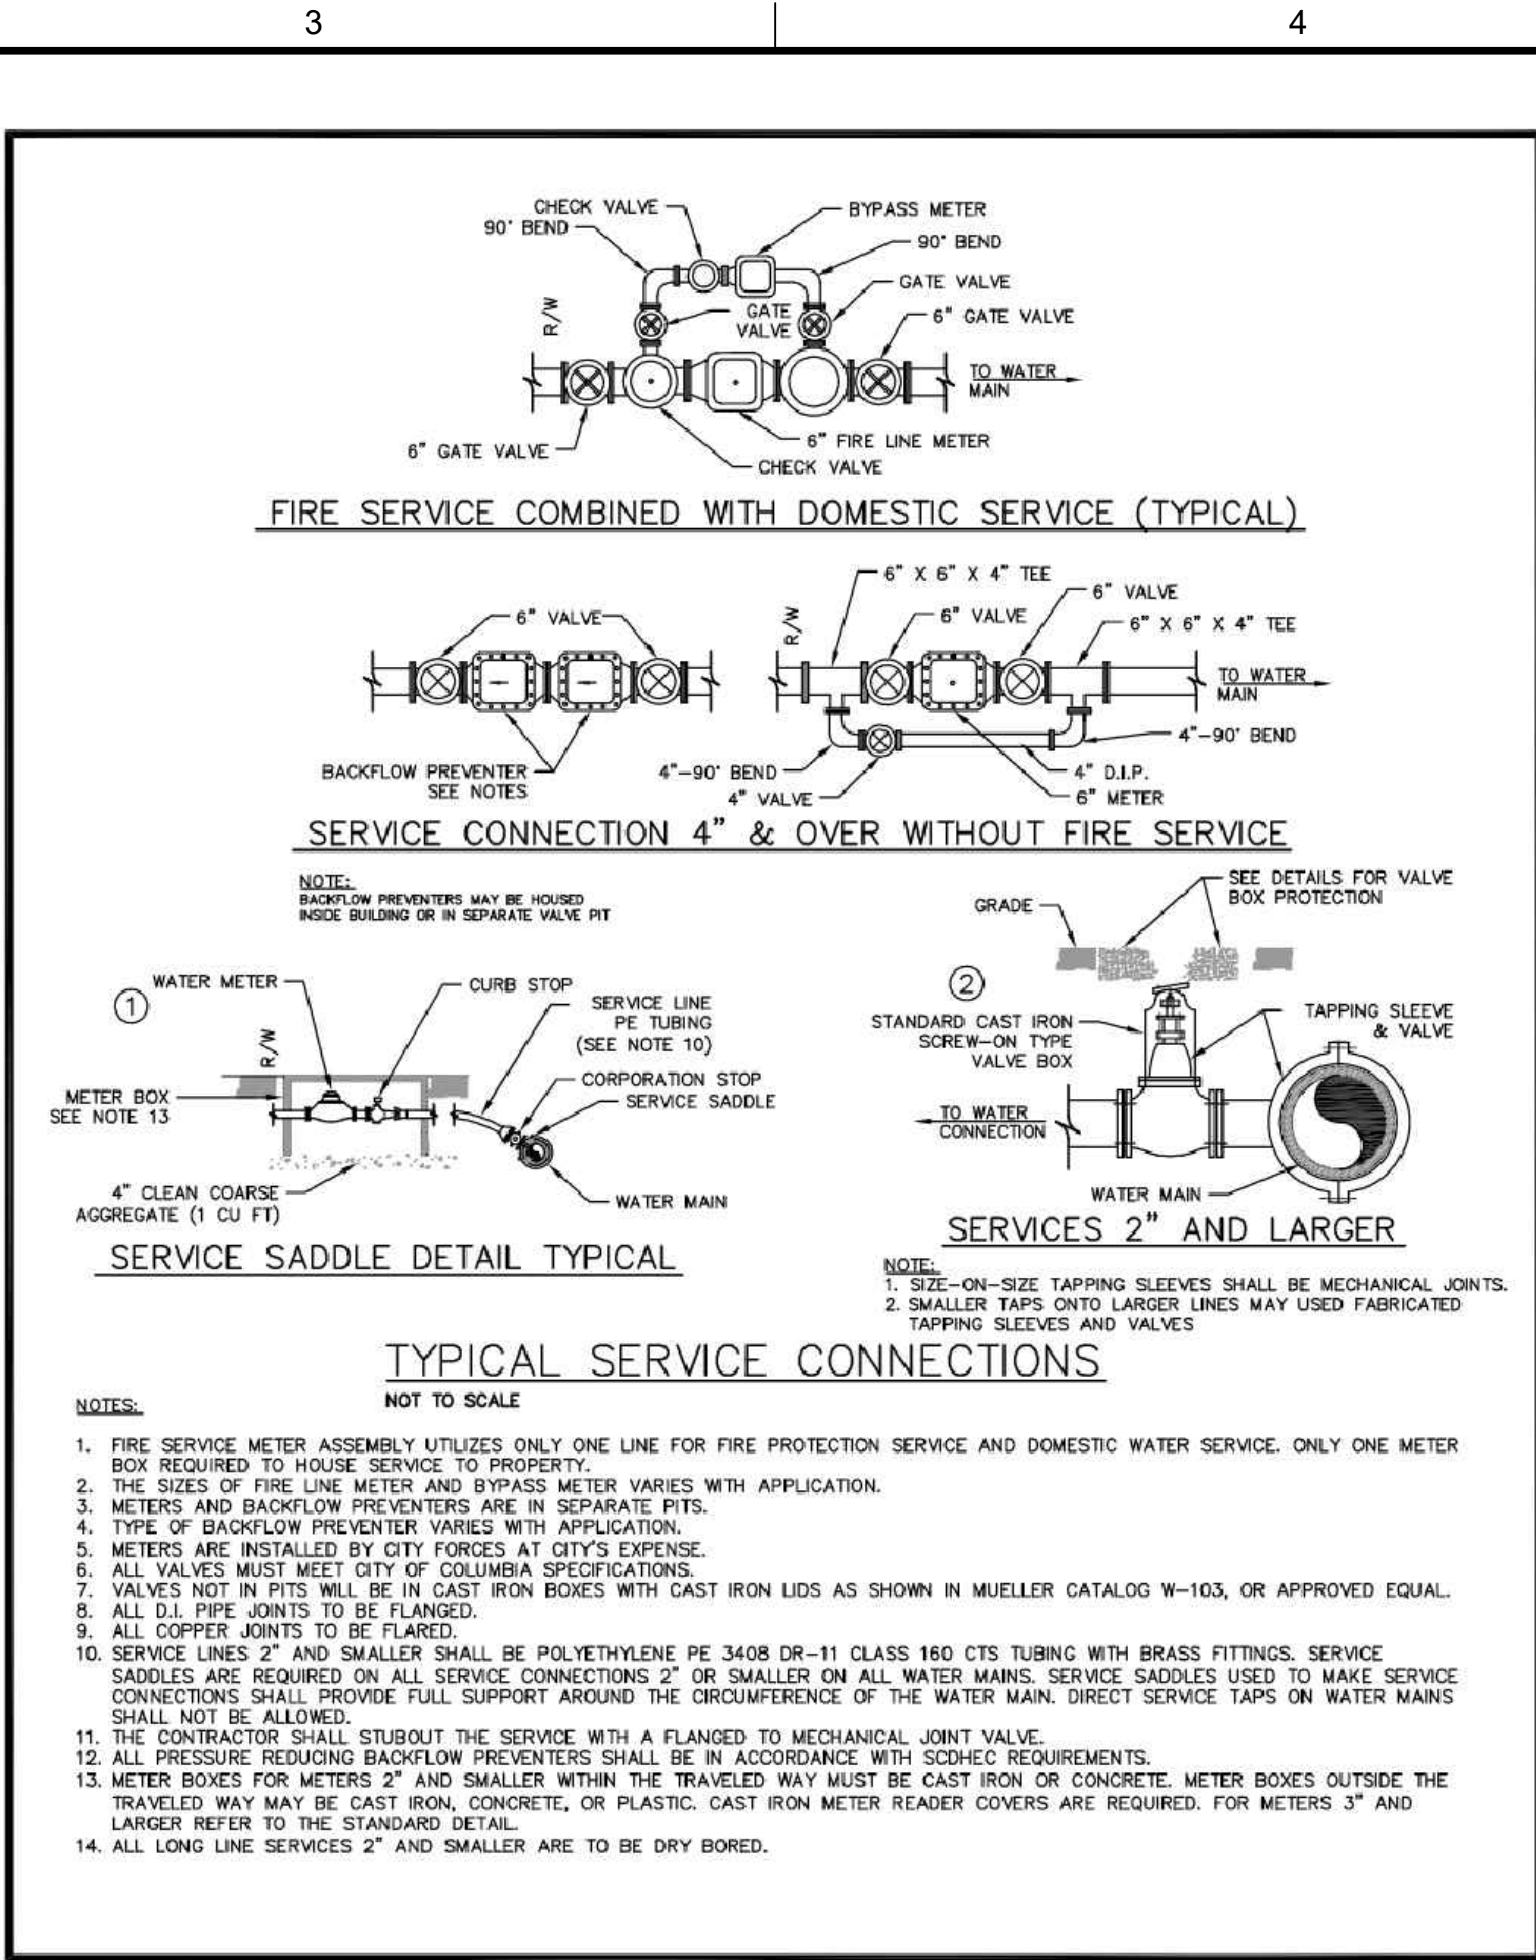 3
4
CHECK VALVE
BYPASS METER
90° BEND
90° BEND
GATE VALVE
R/W
GATE
VALVE
6" GATE VALVE
TO WATER
MAIN
6" GATE VALVE
6" FIRE LINE METER
CHECK VALVE
FIRE SERVICE COMBINED WITH DOMESTIC SERVICE (TYPICAL)
6" X 6" X 4" TEE
6" VALVE
6" VALVE
R/W
6" VALVE
6" X 6" X 4" TEE
TO WATER
MAIN
4"-90° BEND
BACKFLOW PREVENTER
SEE NOTES
4"-90° BEND
4" D.I.P.
4" VALVE
6" METER
SERVICE CONNECTION 4" & OVER WITHOUT FIRE SERVICE
NOTE:
BACKFLOW PREVENTERS MAY BE HOUSED
INSIDE BUILDING OR IN SEPARATE VALVE PIT
SEE DETAILS FOR VALVE
BOX PROTECTION
GRADE
1
WATER METER
CURB STOP
SERVICE LINE
PE TUBING
(SEE NOTE 10)
R/W
CORPORATION STOP
SERVICE SADDLE
METER BOX
SEE NOTE 13
4" CLEAN COARSE
AGGREGATE (1 CU FT)
WATER MAIN
SERVICE SADDLE DETAIL TYPICAL
2
STANDARD CAST IRON
SCREW-ON TYPE
VALVE BOX
TAPPING SLEEVE
& VALVE
TO WATER
CONNECTION
WATER MAIN
SERVICES 2" AND LARGER
NOTE:
1. SIZE-ON-SIZE TAPPING SLEEVES SHALL BE MECHANICAL JOINTS.
2. SMALLER TAPS ONTO LARGER LINES MAY USED FABRICATED
TAPPING SLEEVES AND VALVES
TYPICAL SERVICE CONNECTIONS
NOT TO SCALE
NOTES:
1. FIRE SERVICE METER ASSEMBLY UTILIZES ONLY ONE LINE FOR FIRE PROTECTION SERVICE AND DOMESTIC WATER SERVICE. ONLY ONE METER
BOX REQUIRED TO HOUSE SERVICE TO PROPERTY.
2. THE SIZES OF FIRE LINE METER AND BYPASS METER VARIES WITH APPLICATION.
3. METERS AND BACKFLOW PREVENTERS ARE IN SEPARATE PITS.
4. TYPE OF BACKFLOW PREVENTER VARIES WITH APPLICATION.
5. METERS ARE INSTALLED BY CITY FORCES AT CITY'S EXPENSE.
6. ALL VALVES MUST MEET CITY OF COLUMBIA SPECIFICATIONS.
7. VALVES NOT IN PITS WILL BE IN CAST IRON BOXES WITH CAST IRON LIDS AS SHOWN IN MUELLER CATALOG W-103, OR APPROVED EQUAL.
8. ALL D.I. PIPE JOINTS TO BE FLANGED.
9. ALL COPPER JOINTS TO BE FLARED.
10. SERVICE LINES 2" AND SMALLER SHALL BE POLYETHYLENE PE 3408 DR-11 CLASS 160 CTS TUBING WITH BRASS FITTINGS. SERVICE
SADDLES ARE REQUIRED ON ALL SERVICE CONNECTIONS 2" OR SMALLER ON ALL WATER MAINS. SERVICE SADDLES USED TO MAKE SERVICE
CONNECTIONS SHALL PROVIDE FULL SUPPORT AROUND THE CIRCUMFERENCE OF THE WATER MAIN. DIRECT SERVICE TAPS ON WATER MAINS
SHALL NOT BE ALLOWED.
11. THE CONTRACTOR SHALL STUBOUT THE SERVICE WITH A FLANGED TO MECHANICAL JOINT VALVE.
12. ALL PRESSURE REDUCING BACKFLOW PREVENTERS SHALL BE IN ACCORDANCE WITH SCDHEC REQUIREMENTS.
13. METER BOXES FOR METERS 2" AND SMALLER WITHIN THE TRAVELED WAY MUST BE CAST IRON OR CONCRETE. METER BOXES OUTSIDE THE
TRAVELED WAY MAY BE CAST IRON, CONCRETE, OR PLASTIC. CAST IRON METER READER COVERS ARE REQUIRED. FOR METERS 3" AND
LARGER REFER TO THE STANDARD DETAIL.
14. ALL LONG LINE SERVICES 2" AND SMALLER ARE TO BE DRY BORED.